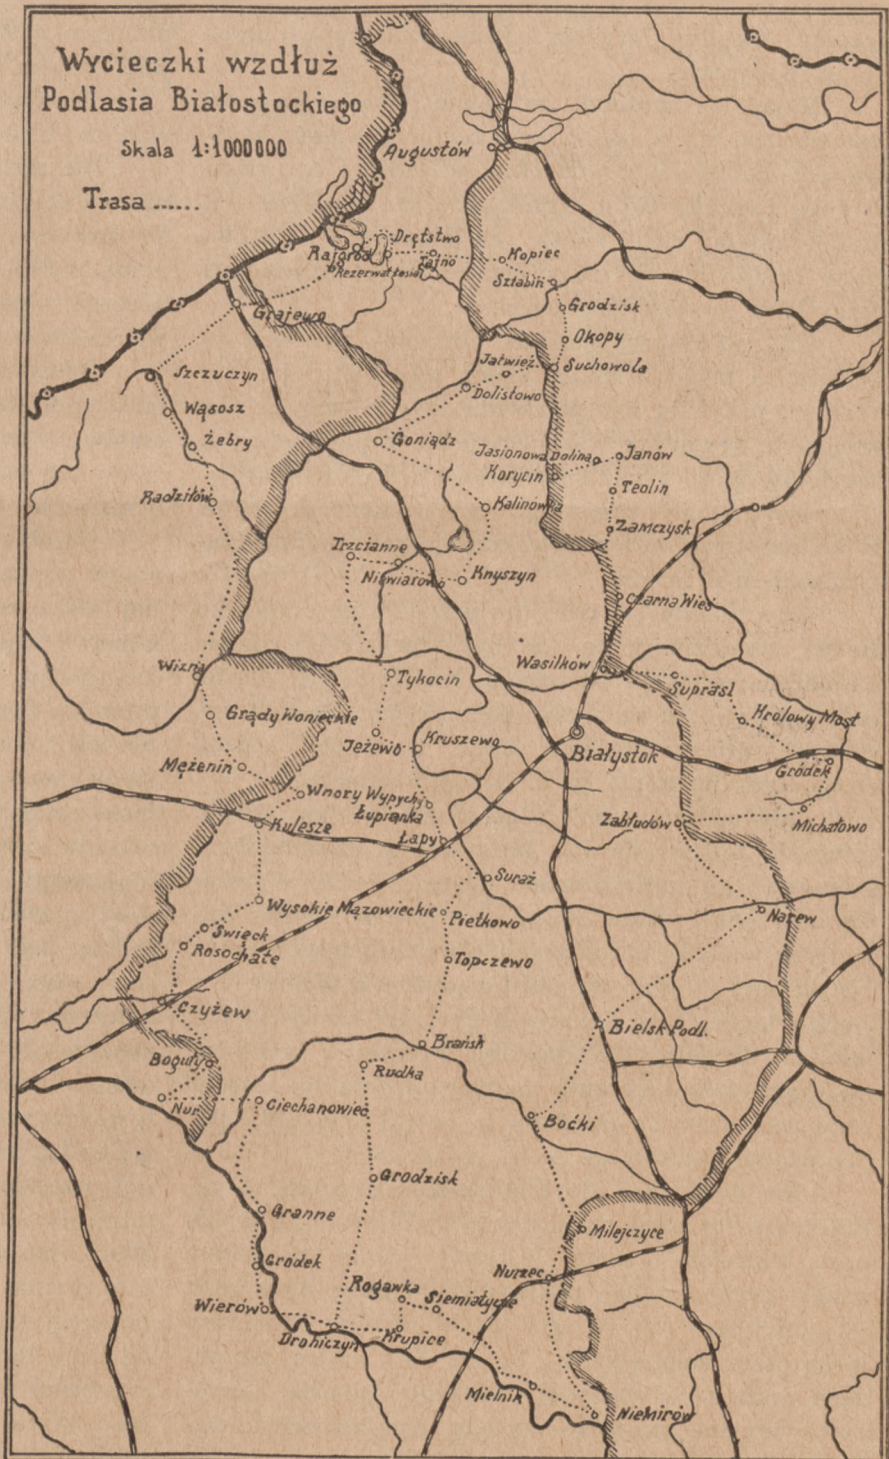 Wycieczki wzdłuż
Podlasia Białostockiego
Skala 1:1000000
Trasa ......
Augustów
Drętstwo
Rajgród
Tajno
Rezerwat łosia
Kopiec
Sztabiń
Grodzisk
Grajewo
Okopy
Jatwież
Suchowola
Szczuczyn
Dolistowo
Wąsosz
Żebry
Goniądz
Jasionowa Dolina
Janów
Korycin
Teolin
Radziłów
Kalinówka
Zamczysk
Trzcianne
Niewiarowo
Knyszyn
Czarna Wieś
Wizna
Tykocin
Wasilków
Supraśl
Grądy Woniećkie
Królowy Most
Jeżewo
Kruszewo
Białystok
Gródek
Mężenin
Wnory Wypychy
Łupianka
Zabłudów
Michałowo
Kulesze
Łapy
Suraż
Wysokie Mazowieckie
Pietkowo
Narew
Święck
Rosochate
Topczewo
Czyżew
Bielsk Podl.
Brańsk
Boguty
Rudka
Nur
Ciechanowiec
Boćki
Grodzisk
Granne
Milejczyce
Gródek
Nurzec
Rogawka
Siemiatycze
Wierów
Drohiczyn
Krupice
Mielnik
Niemirów